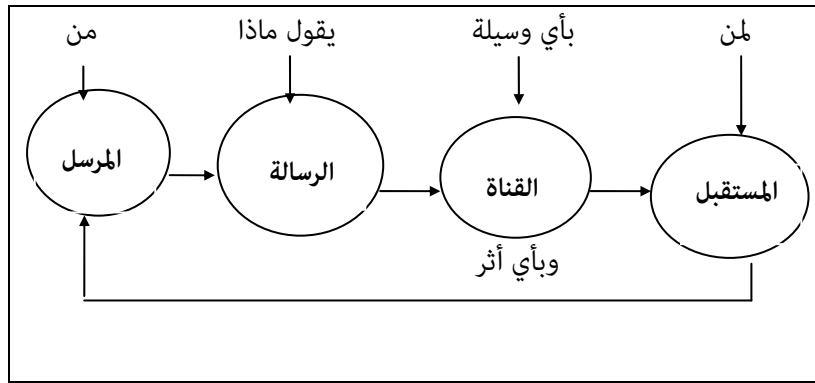 من
يقول ماذا
بأي وسيلة
لمن
المرسل
الرسالة
القناة
المستقبل
وبأي أثر